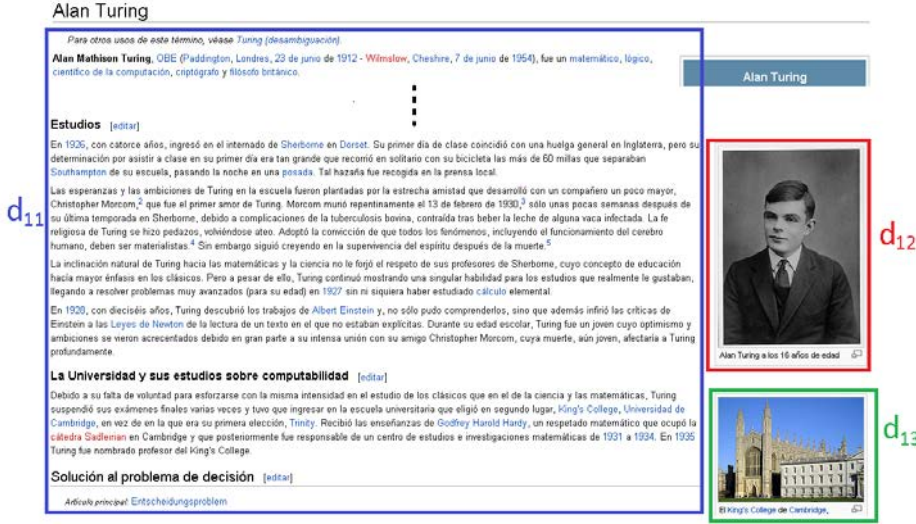 Alan Turing
Para otros usos de este término, véase Turing (desambiguación).
Alan Mathison Turing, OBE (Paddington, Londres, 23 de junio de 1912 - Wilmslow, Cheshire, 7 de junio de 1954), fue un matemático, lógico,
científico de la computación, criptógrafo y filósofo británico.
Alan Turing
Estudios [editar]
En 1926, con catorce años, ingresó en el internado de Sherborne en Dorset. Su primer día de clase coincidió con una huelga general en Inglaterra, pero su
determinación por asistir a clase en su primer día era tan grande que recorrió en solitario con su bicicleta las más de 60 millas que separaban
Southampton de su escuela, pasando la noche en una posada. Tal hazaña fue recogida en la prensa local.
Las esperanzas y las ambiciones de Turing en la escuela fueron plantadas por la estrecha amistad que desarrolló con un compañero un poco mayor,
Christopher Morcom,2 que fue el primer amor de Turing. Morcom murió repentinamente el 13 de febrero de 1930,3 sólo unas pocas semanas después de
su última temporada en Sherborne, debido a complicaciones de la tuberculosis bovina, contraída tras beber la leche de alguna vaca infectada. La fe
religiosa de Turing se hizo pedazos, volviéndose ateo. Adoptó la convicción de que todos los fenómenos, incluyendo el funcionamiento del cerebro
humano, deben ser materialistas.4 Sin embargo siguió creyendo en la supervivencia del espíritu después de la muerte.5
La inclinación natural de Turing hacia las matemáticas y la ciencia no le forjó el respeto de sus profesores de Sherborne, cuyo concepto de educación
hacía mayor énfasis en los clásicos. Pero a pesar de ello, Turing continuó mostrando una singular habilidad para los estudios que realmente le gustaban,
llegando a resolver problemas muy avanzados (para su edad) en 1927 sin ni siquiera haber estudiado cálculo elemental.
En 1928, con dieciséis años, Turing descubrió los trabajos de Albert Einstein y, no sólo pudo comprenderlos, sino que además infirió las críticas de
Einstein a las Leyes de Newton de la lectura de un texto en el que no estaban explícitas. Durante su edad escolar, Turing fue un joven cuyo optimismo y
ambiciones se vieron acrecentados debido en gran parte a su intensa unión con su amigo Christopher Morcom, cuya muerte, aún joven, afectaría a Turing
profundamente.
d11
d12
Alan Turing a los 16 años de edad
La Universidad y sus estudios sobre computabilidad [editar]
Debido a su falta de voluntad para esforzarse con la misma intensidad en el estudio de los clásicos que en el de la ciencia y las matemáticas, Turing
suspendió sus exámenes finales varias veces y tuvo que ingresar en la escuela universitaria que eligió en segundo lugar, King's College, Universidad de
Cambridge, en vez de en la que era su primera elección, Trinity. Recibió las enseñanzas de Godfrey Harold Hardy, un respetado matemático que ocupó la
cátedra Sadleirian en Cambridge y que posteriormente fue responsable de un centro de estudios e investigaciones matemáticas de 1931 a 1934. En 1935
Turing fue nombrado profesor del King's College.
d13
El King's College de Cambridge,
Solución al problema de decisión [editar]
Artículo principal: Entscheidungsproblem